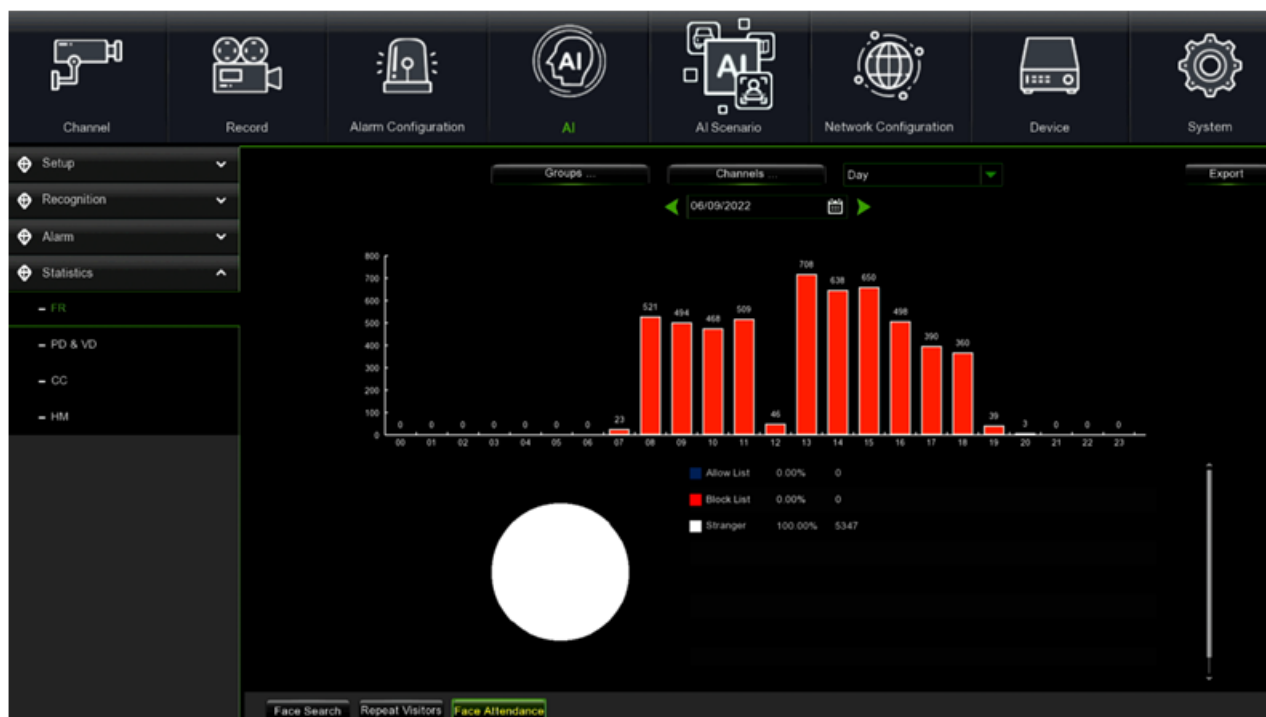 Channel Record Alarm Configuration AI AI Scenario Network Configuration Device System
Setup
Recognition
Alarm
Statistics
FR
PD & VD
CC
HM
Groups ... Channels ... Day Export
06/09/2022
800
700
600
500
400
300
200
100
0
0 0 0 0 0 0 0 23 521 494 468 509 46 708 638 650 498 390 360 39 3 0 0 0
00 01 02 03 04 05 06 07 08 09 10 11 12 13 14 15 16 17 18 19 20 21 22 23
Allow List 0.00% 0
Block List 0.00% 0
Stranger 100.00% 5347
Face Search Repeat Visitors Face Attendance